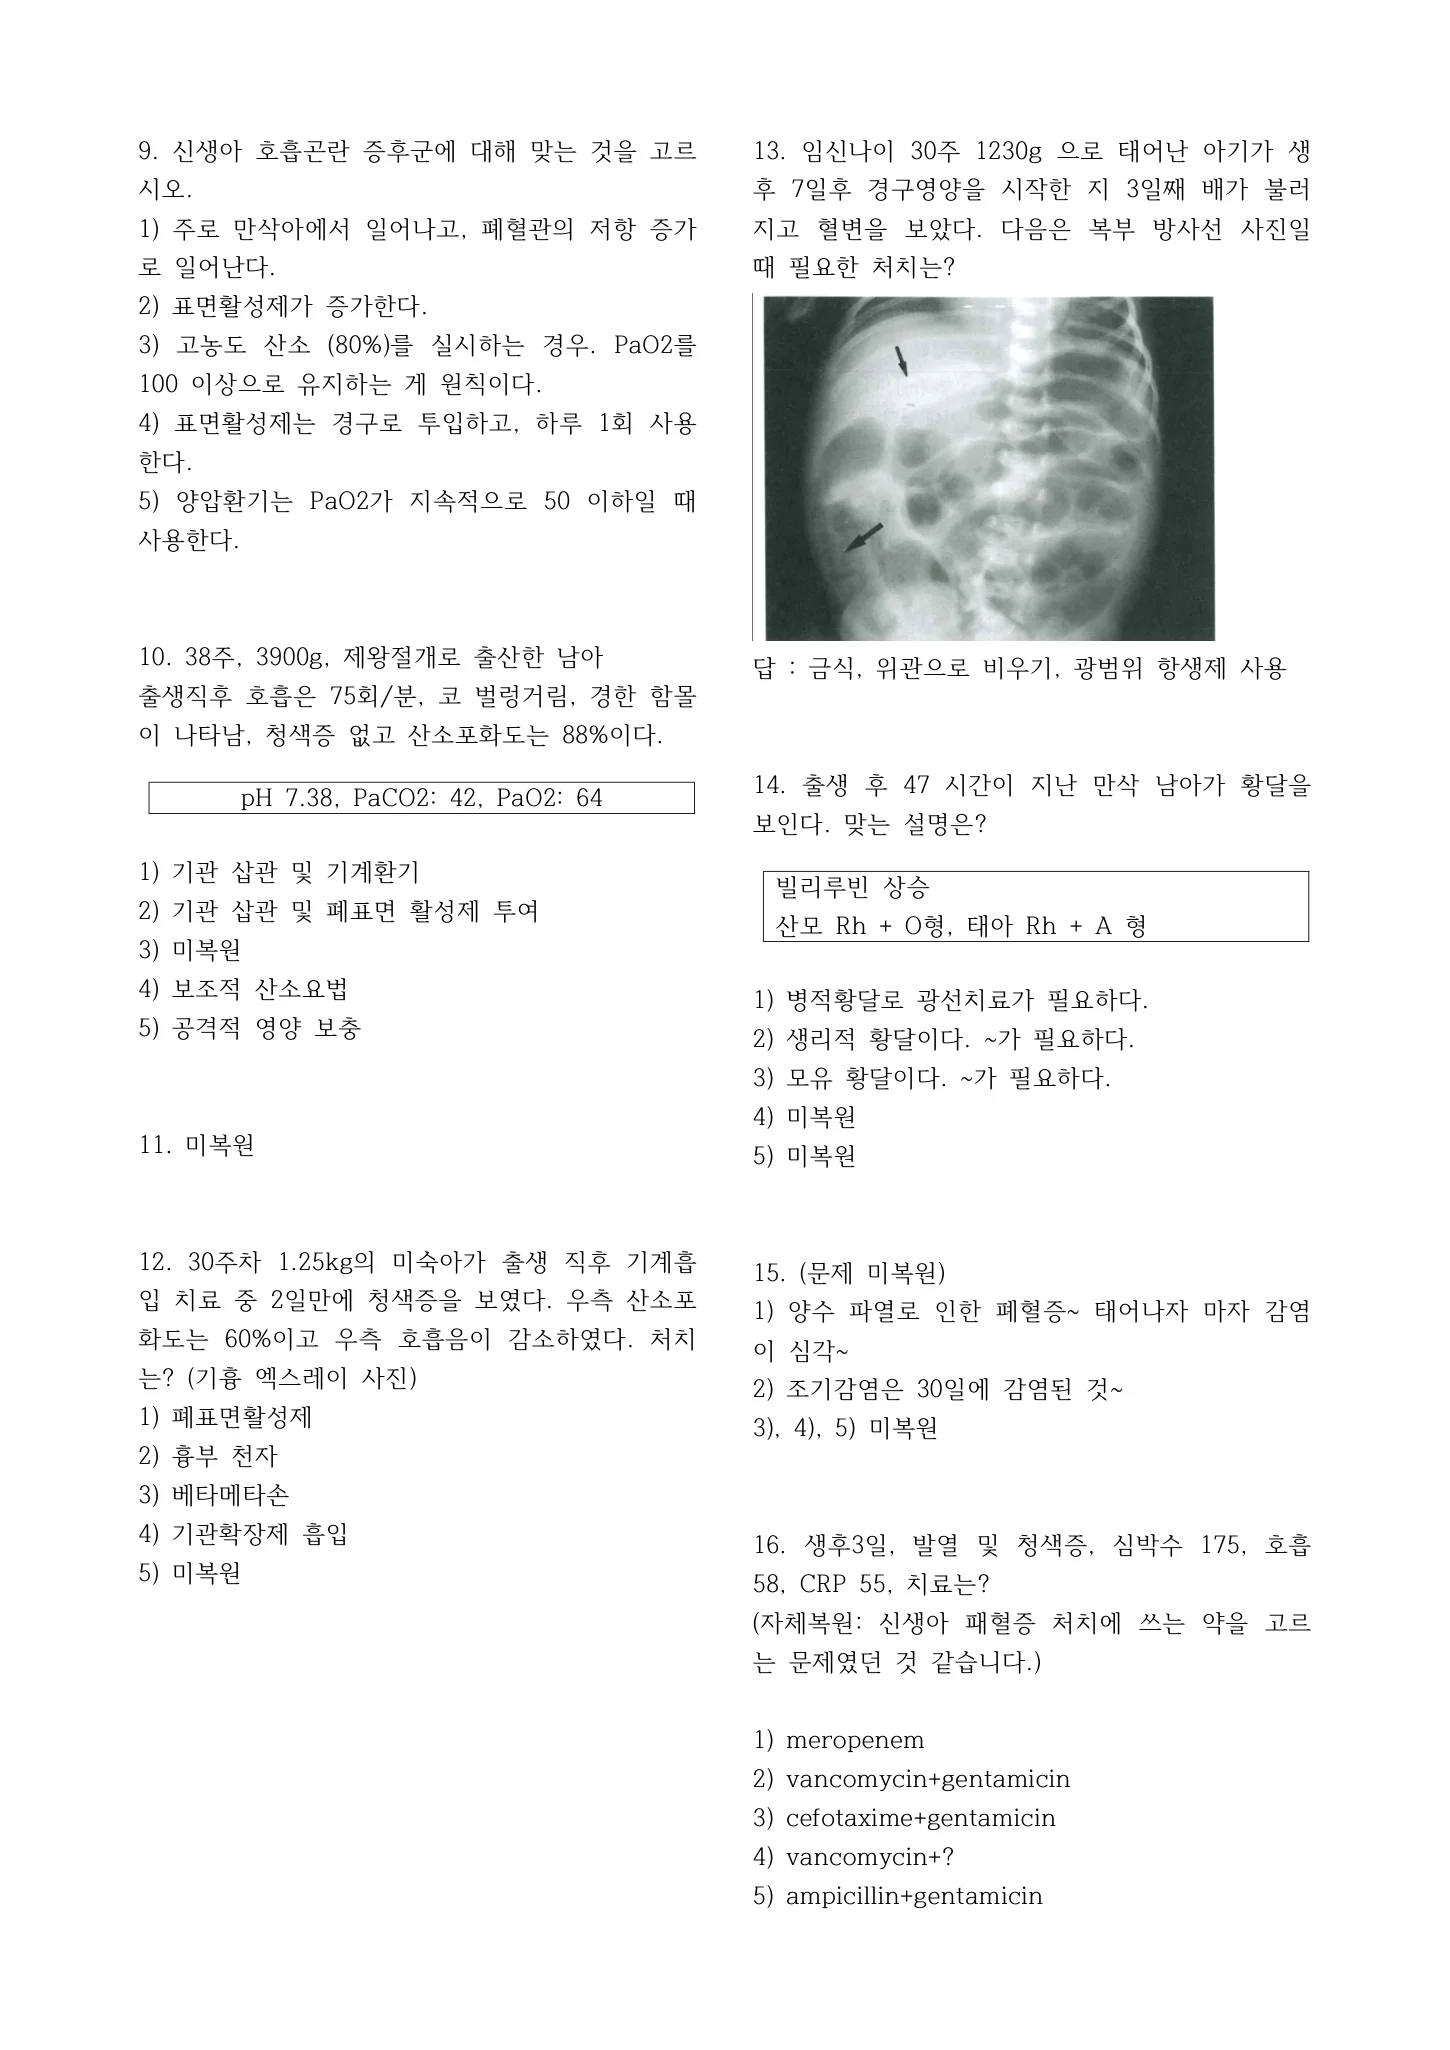 9. 신생아 호흡곤란 증후군에 대해 맞는 것을 고르
시오.
1) 주로 만삭아에서 일어나고, 폐혈관의 저항 증가
로 일어난다.
2) 표면활성제가 증가한다.
3) 고농도 산소 (80%)를 실시하는 경우. PaO2를
100 이상으로 유지하는 게 원칙이다.
4) 표면활성제는 경구로 투입하고, 하루 1회 사용
한다.
5) 양압환기는 PaO2가 지속적으로 50 이하일 때
사용한다.
10. 38주, 3900g, 제왕절개로 출산한 남아
출생직후 호흡은 75회/분, 코 벌렁거림, 경한 함몰
이 나타남, 청색증 없고 산소포화도는 88%이다.
pH 7.38, PaCO2: 42, PaO2: 64
1) 기관 삽관 및 기계환기
2) 기관 삽관 및 폐표면 활성제 투여
3) 미복원
4) 보조적 산소요법
5) 공격적 영양 보충
11. 미복원
12. 30주차 1.25kg의 미숙아가 출생 직후 기계흡
입 치료 중 2일만에 청색증을 보였다. 우측 산소포
화도는 60%이고 우측 호흡음이 감소하였다. 처치
는? (기흉 엑스레이 사진)
1) 폐표면활성제
2) 흉부 천자
3) 베타메타손
4) 기관확장제 흡입
5) 미복원
13. 임신나이 30주 1230g 으로 태어난 아기가 생
후 7일후 경구영양을 시작한 지 3일째 배가 불러
지고 혈변을 보았다. 다음은 복부 방사선 사진일
때 필요한 처치는?
답 : 금식, 위관으로 비우기, 광범위 항생제 사용
14. 출생 후 47 시간이 지난 만삭 남아가 황달을
보인다. 맞는 설명은?
빌리루빈 상승
산모 Rh + O형, 태아 Rh + A 형
1) 병적황달로 광선치료가 필요하다.
2) 생리적 황달이다. ~가 필요하다.
3) 모유 황달이다. ~가 필요하다.
4) 미복원
5) 미복원
15. (문제 미복원)
1) 양수 파열로 인한 폐혈증~ 태어나자 마자 감염
이 심각~
2) 조기감염은 30일에 감염된 것~
3), 4), 5) 미복원
16. 생후3일, 발열 및 청색증, 심박수 175, 호흡
58, CRP 55, 치료는?
(자체복원: 신생아 패혈증 처치에 쓰는 약을 고르
는 문제였던 것 같습니다.)
1) meropenem
2) vancomycin+gentamicin
3) cefotaxime+gentamicin
4) vancomycin+?
5) ampicillin+gentamicin